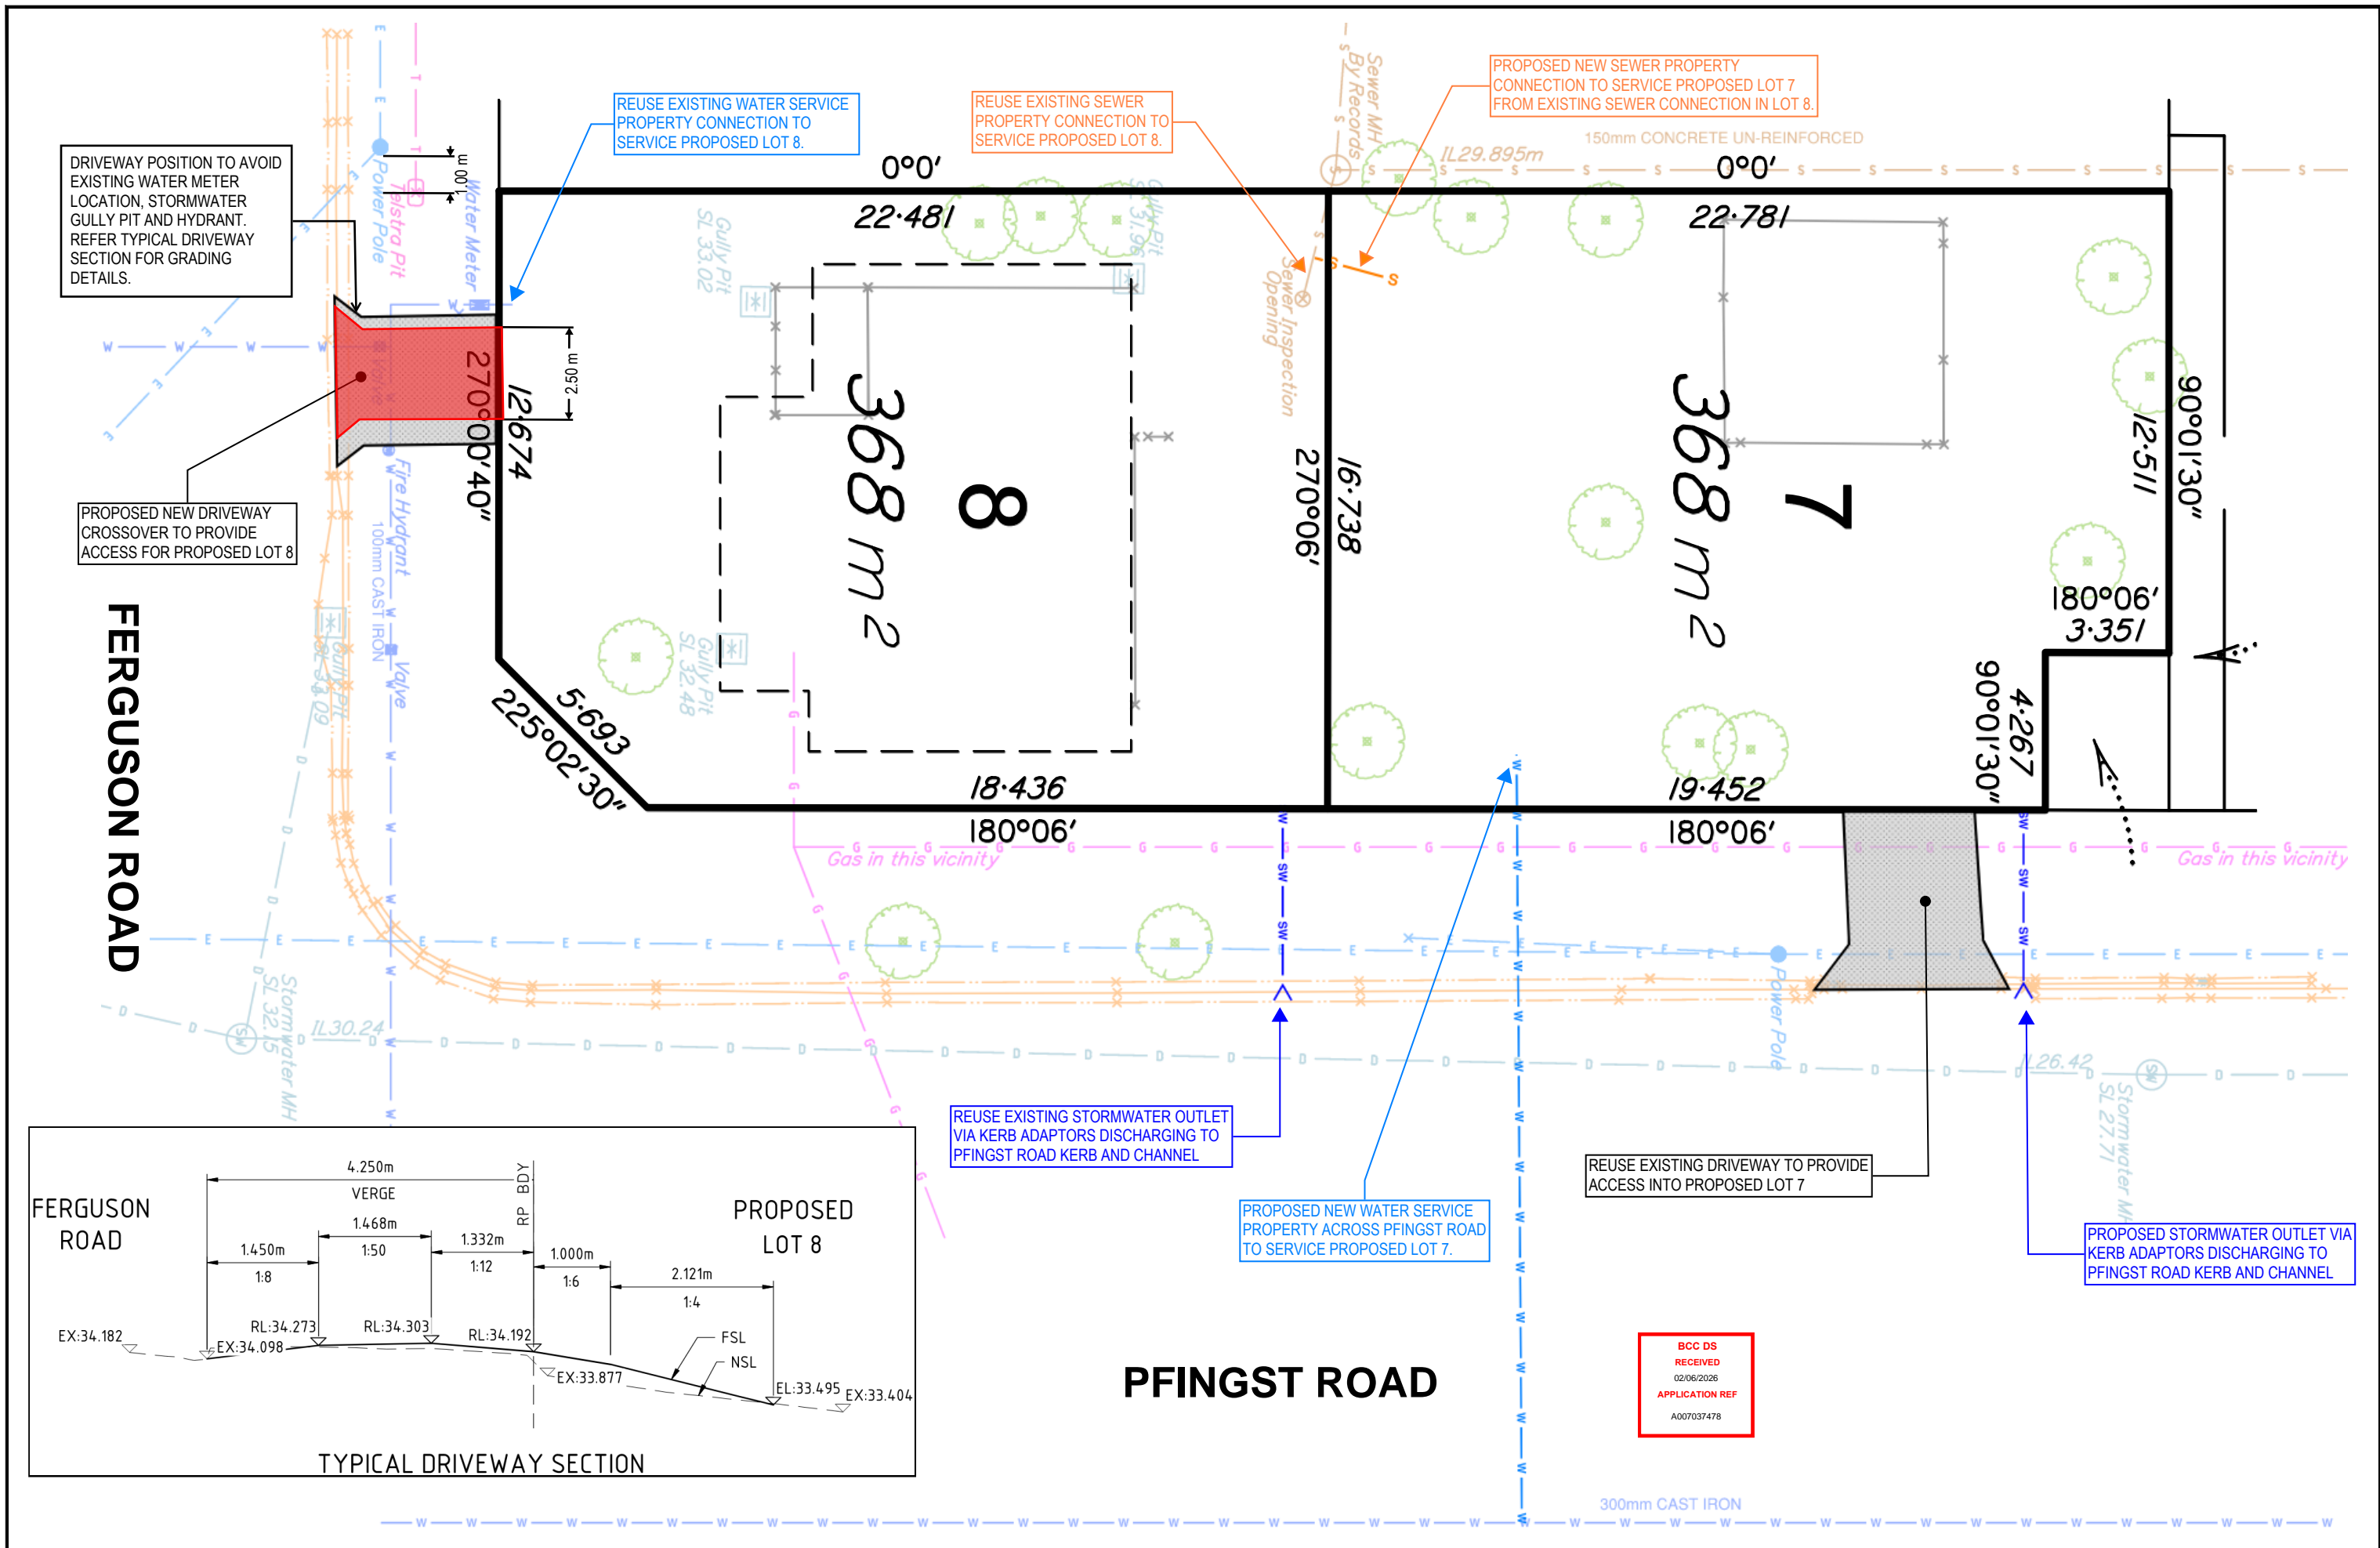 DRIVEWAY POSITION TO AVOID
EXISTING WATER METER
LOCATION, STORMWATER
GULLY PIT AND HYDRANT.
REFER TYPICAL DRIVEWAY
SECTION FOR GRADING
DETAILS.
REUSE EXISTING WATER SERVICE
PROPERTY CONNECTION TO
SERVICE PROPOSED LOT 8.
REUSE EXISTING SEWER
PROPERTY CONNECTION TO
SERVICE PROPOSED LOT 8.
PROPOSED NEW SEWER PROPERTY
CONNECTION TO SERVICE PROPOSED LOT 7
FROM EXISTING SEWER CONNECTION IN LOT 8.
Sewer MH
By Records
150mm CONCRETE UN-REINFORCED
IL29.895m
1.00 m
Power Pole
Telstra Pit
Water Meter
0°0'
22·481
0°0'
22·781
Gully Pit
SL 33.02
Gully Pit
SL 31.96
Sewer Inspection
Opening
2.50 m
Valve
270°00'40"
12·674
368 m2
8
270°06'
16·738
368 m2
7
90°01'30"
12·511
180°06'
3·351
90°01'30"
4·267
PROPOSED NEW DRIVEWAY
CROSSOVER TO PROVIDE
ACCESS FOR PROPOSED LOT 8
Fire Hydrant
100mm CAST IRON
Valve
Gully Pit
SL 33.09
Gully Pit
SL 32.48
FERGUSON ROAD
5·693
225°02'30"
18·436
180°06'
19·452
180°06'
Gas in this vicinity
Gas in this vicinity
Stormwater MH
SL 32.15
IL30.24
Power Pole
IL26.42
Stormwater MH
SL 27.71
REUSE EXISTING STORMWATER OUTLET
VIA KERB ADAPTORS DISCHARGING TO
PFINGST ROAD KERB AND CHANNEL
PROPOSED NEW WATER SERVICE
PROPERTY ACROSS PFINGST ROAD
TO SERVICE PROPOSED LOT 7.
REUSE EXISTING DRIVEWAY TO PROVIDE
ACCESS INTO PROPOSED LOT 7
PROPOSED STORMWATER OUTLET VIA
KERB ADAPTORS DISCHARGING TO
PFINGST ROAD KERB AND CHANNEL
FERGUSON
ROAD
4.250m
VERGE
RP BDY
PROPOSED
LOT 8
1.450m
1:8
1.468m
1:50
1.332m
1:12
1.000m
1:6
2.121m
1:4
EX:34.182
EX:34.098
RL:34.273
RL:34.303
RL:34.192
EX:33.877
FSL
NSL
EL:33.495
EX:33.404
TYPICAL DRIVEWAY SECTION
PFINGST ROAD
BCC DS
RECEIVED
02/06/2026
APPLICATION REF
A007037478
300mm CAST IRON